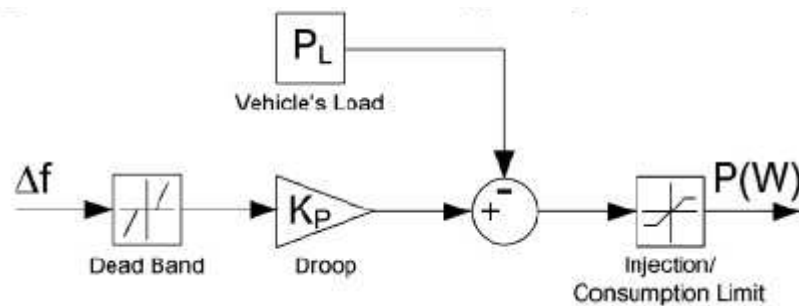 P_L
Vehicle's Load
Δf
P(W)
K_P
+
-
Dead Band
Droop
Injection/
Consumption Limit